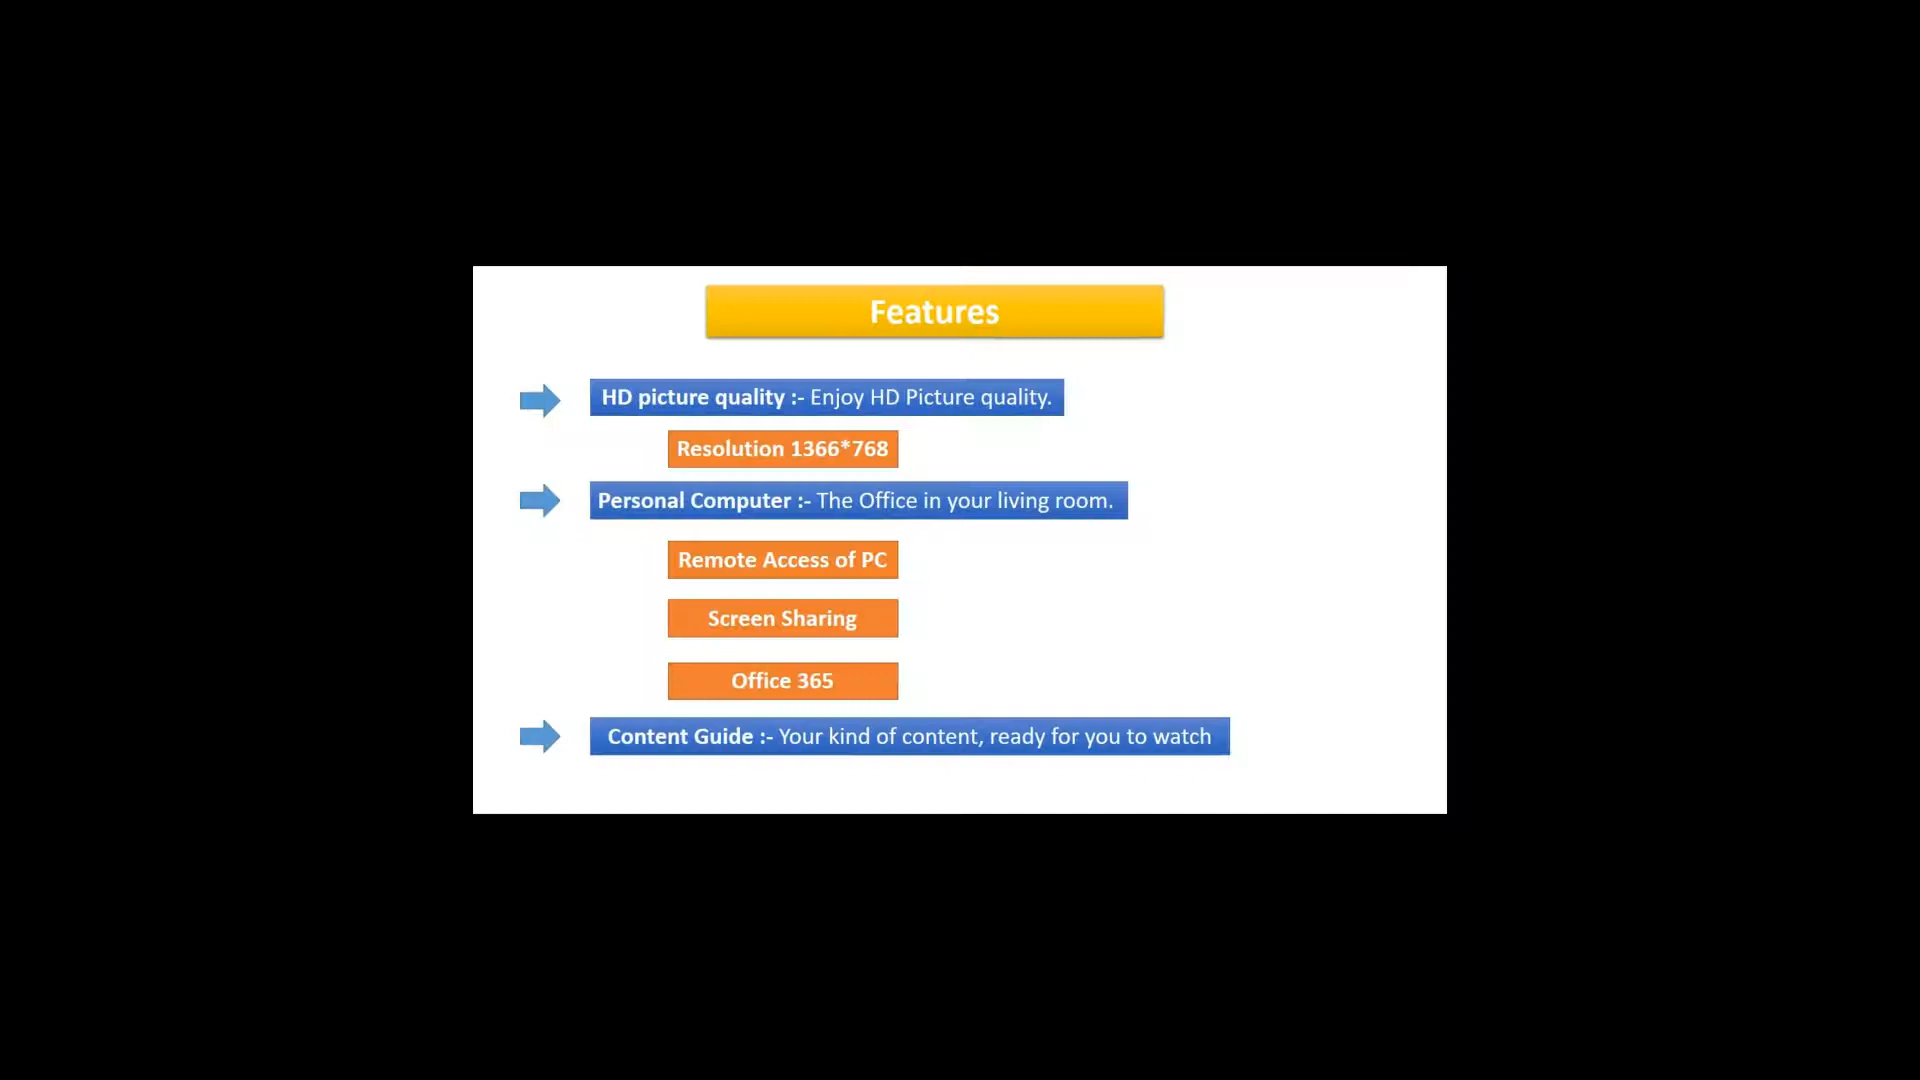 Features
HD picture quality :- Enjoy HD Picture quality.
Resolution 1366*768
Personal Computer :- The Office in your living room.
Remote Access of PC
Screen Sharing
Office 365
Content Guide :- Your kind of content, ready for you to watch